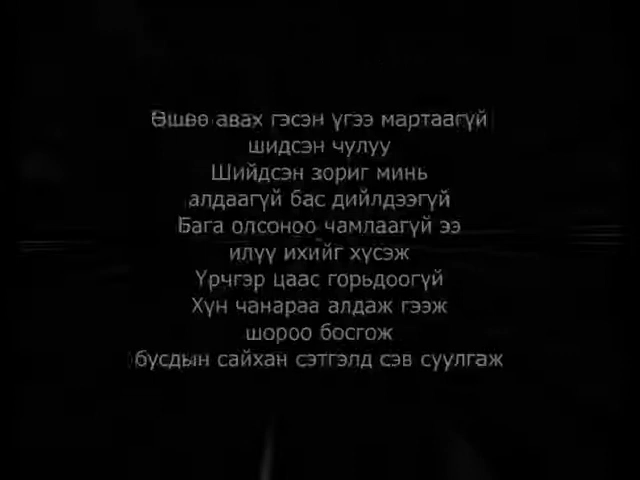 Өшвө авах гэсэн үгээ мартаагүй
шидсэн чулуу
Шийдсэн зориг минь
алдаагүй бас дийлдээгүй
Бага олсоноо чамлаагүй ээ
илүү ихийг хүсэж
Үрчгэр цаас горьдоогүй
Хүн чанараа алдаж гээж
шороо босгож
бусдын сайхан сэтгэлд сэв суулгаж